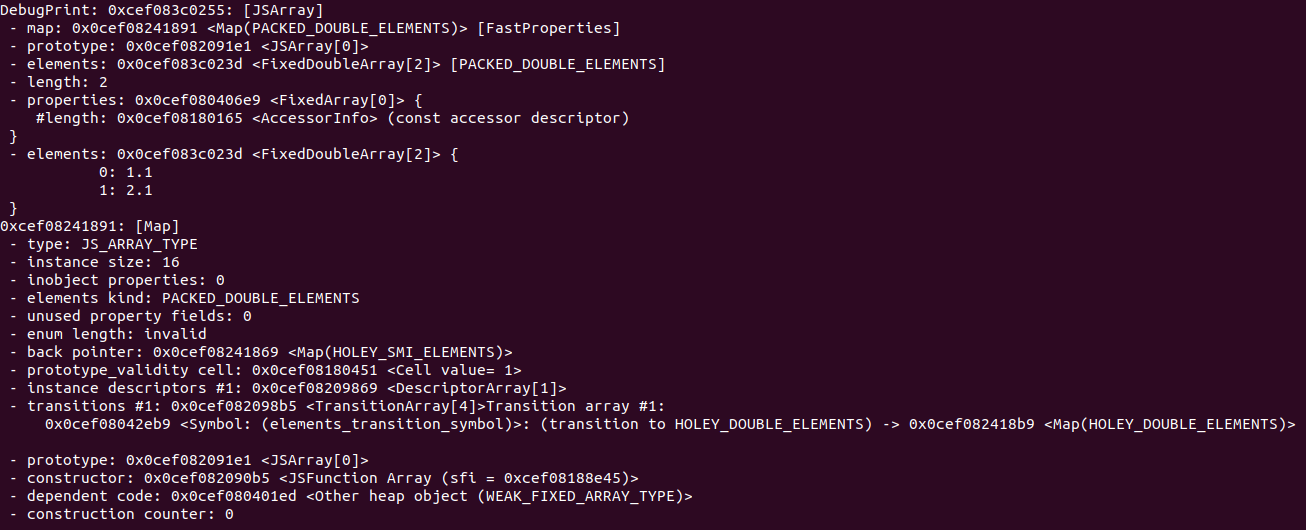 DebugPrint: 0xcef083c0255: [JSArray]
 - map: 0x0cef08241891 <Map(PACKED_DOUBLE_ELEMENTS)> [FastProperties]
 - prototype: 0x0cef082091e1 <JSArray[0]>
 - elements: 0x0cef083c023d <FixedDoubleArray[2]> [PACKED_DOUBLE_ELEMENTS]
 - length: 2
 - properties: 0x0cef080406e9 <FixedArray[0]> {
    #length: 0x0cef08180165 <AccessorInfo> (const accessor descriptor)
 }
 - elements: 0x0cef083c023d <FixedDoubleArray[2]> {
           0: 1.1
           1: 2.1
 }
0xcef08241891: [Map]
 - type: JS_ARRAY_TYPE
 - instance size: 16
 - inobject properties: 0
 - elements kind: PACKED_DOUBLE_ELEMENTS
 - unused property fields: 0
 - enum length: invalid
 - back pointer: 0x0cef08241869 <Map(HOLEY_SMI_ELEMENTS)>
 - prototype_validity cell: 0x0cef08180451 <Cell value= 1>
 - instance descriptors #1: 0x0cef08209869 <DescriptorArray[1]>
 - transitions #1: 0x0cef082098b5 <TransitionArray[4]>Transition array #1:
     0x0cef08042eb9 <Symbol: (elements_transition_symbol)>: (transition to HOLEY_DOUBLE_ELEMENTS) -> 0x0cef082418b9 <Map(HOLEY_DOUBLE_ELEMENTS)>
 - prototype: 0x0cef082091e1 <JSArray[0]>
 - constructor: 0x0cef082090b5 <JSFunction Array (sfi = 0xcef08188e45)>
 - dependent code: 0x0cef080401ed <Other heap object (WEAK_FIXED_ARRAY_TYPE)>
 - construction counter: 0